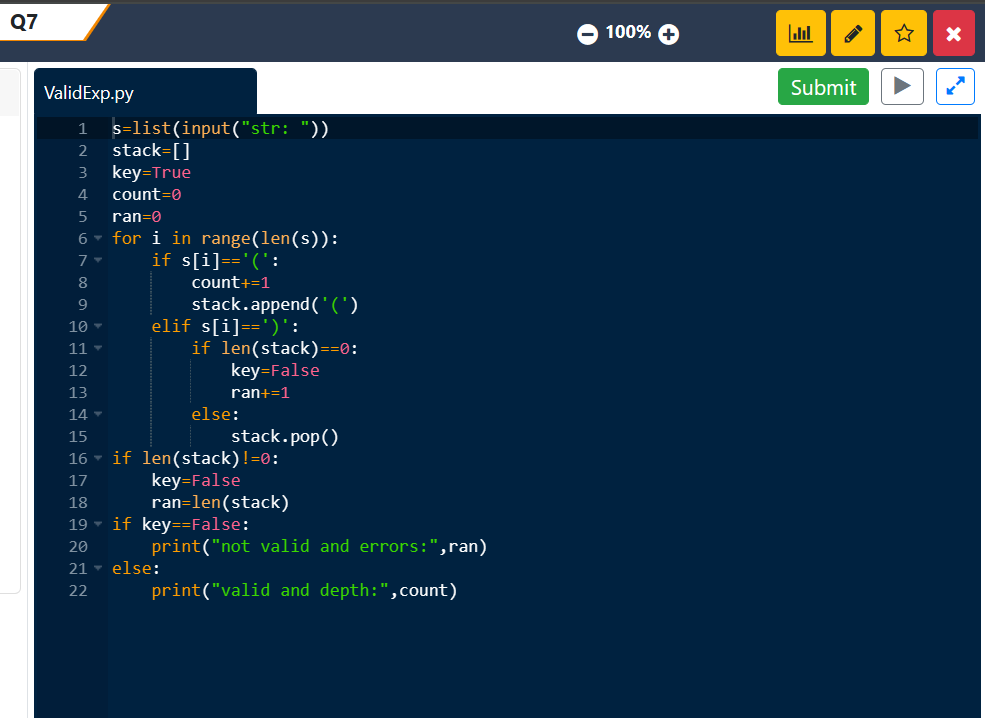 Q7
100%
ValidExp.py
Submit
1 s=list(input("str: "))
2 stack=[]
3 key=True
4 count=0
5 ran=0
6 for i in range(len(s)):
7     if s[i]=='(':
8         count+=1
9         stack.append('(')
10     elif s[i]==')':
11         if len(stack)==0:
12             key=False
13             ran+=1
14         else:
15             stack.pop()
16 if len(stack)!=0:
17     key=False
18     ran=len(stack)
19 if key==False:
20     print("not valid and errors:",ran)
21 else:
22     print("valid and depth:",count)